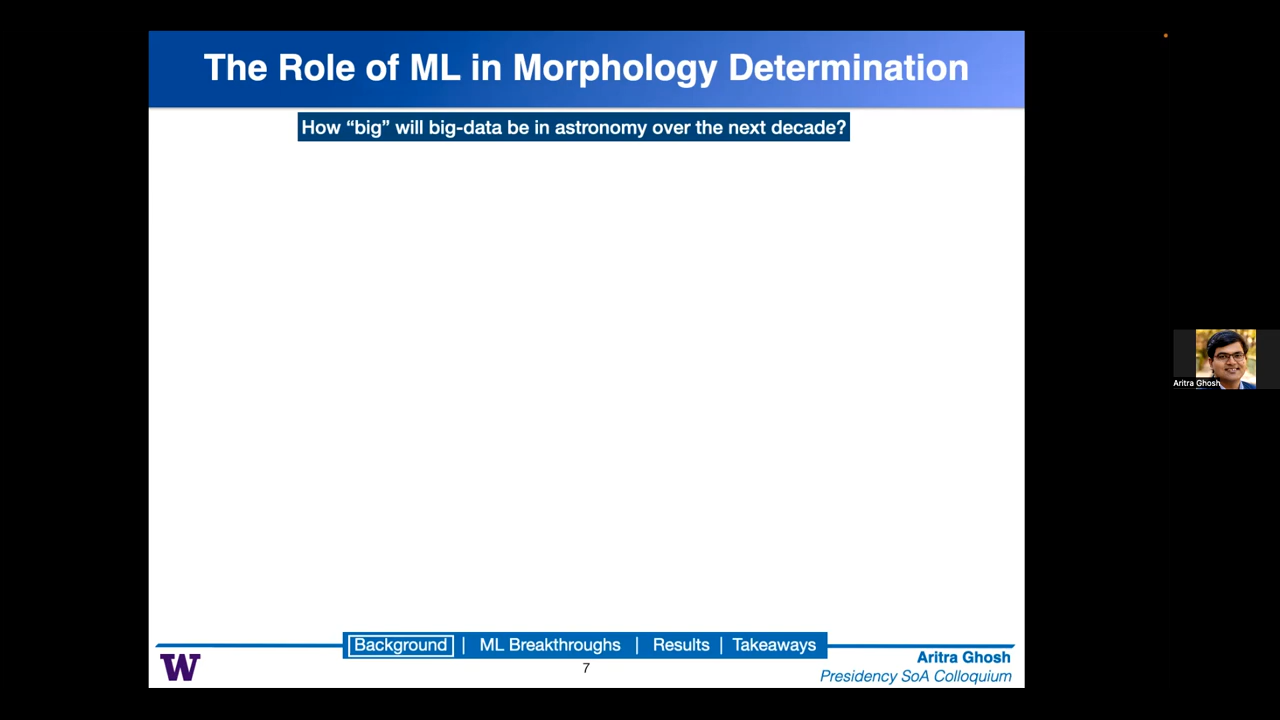 The Role of ML in Morphology Determination
How “big” will big-data be in astronomy over the next decade?
Aritra Ghosh
Background | ML Breakthroughs | Results | Takeaways
7
W
Aritra Ghosh
Presidency SoA Colloquium